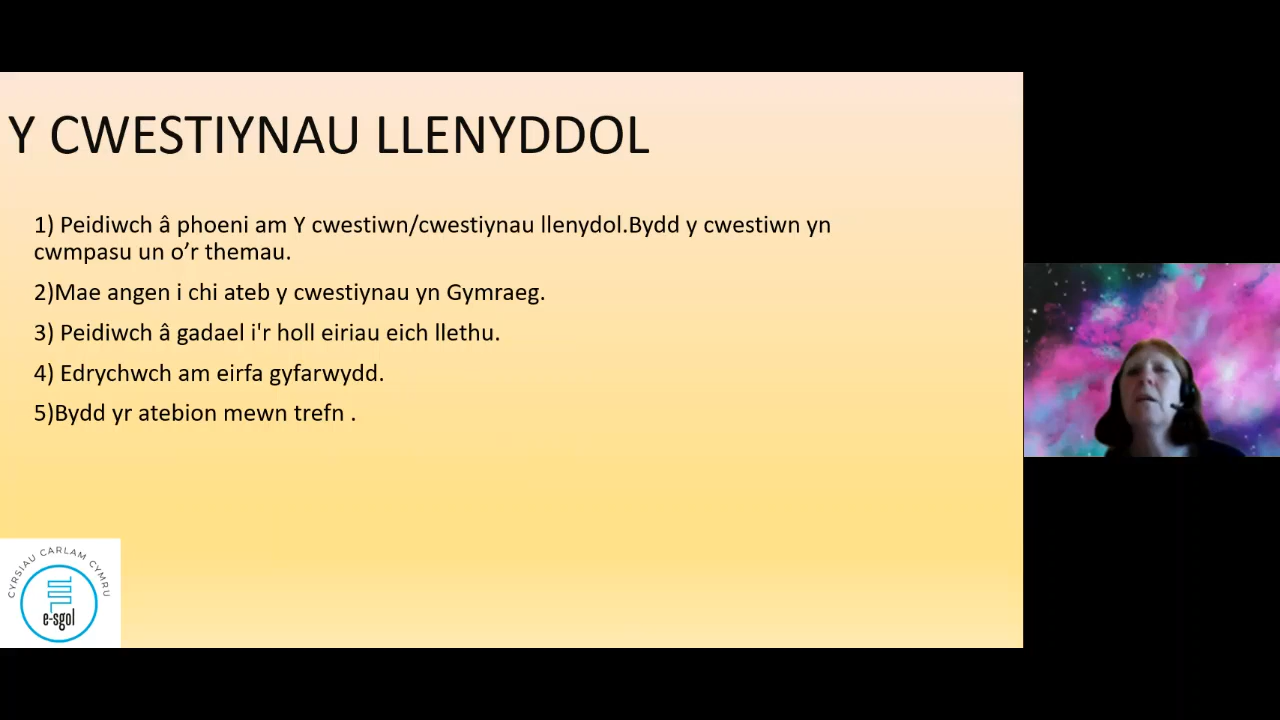 Y CWESTIYNAU LLENYDDOL
1) Peidiwch â phoeni am Y cwestiwn/cwestiynau llenydol.Bydd y cwestiwn yn
cwmpasu un o’r themau.
2)Mae angen i chi ateb y cwestiynau yn Gymraeg.
3) Peidiwch â gadael i'r holl eiriau eich llethu.
4) Edrychwch am eirfa gyfarwydd.
5)Bydd yr atebion mewn trefn .
CYRSIAU CARLAM CYMRU
e-sgol